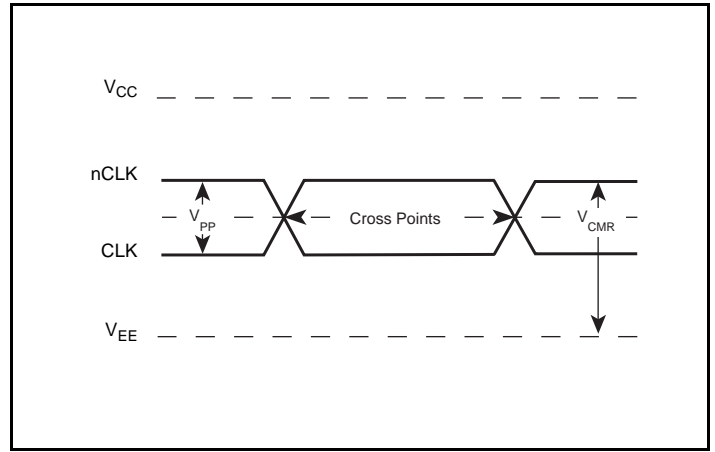 VCC
nCLK
VPP
Cross Points
VCMR
CLK
VEE